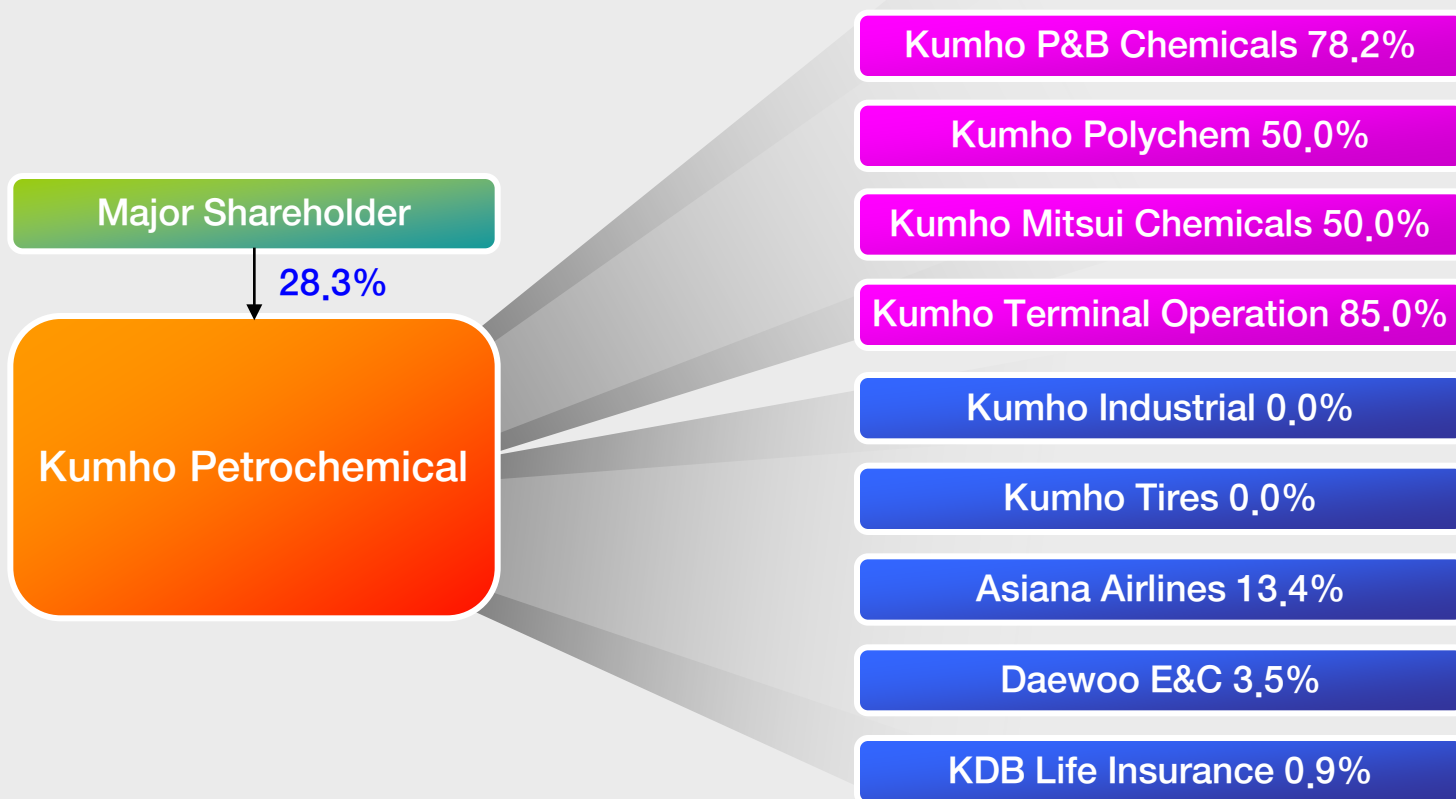 Major Shareholder
28.3%
Kumho Petrochemical
Kumho P&B Chemicals 78.2%
Kumho Polychem 50.0%
Kumho Mitsui Chemicals 50.0%
Kumho Terminal Operation 85.0%
Kumho Industrial 0.0%
Kumho Tires 0.0%
Asiana Airlines 13.4%
Daewoo E&C 3.5%
KDB Life Insurance 0.9%